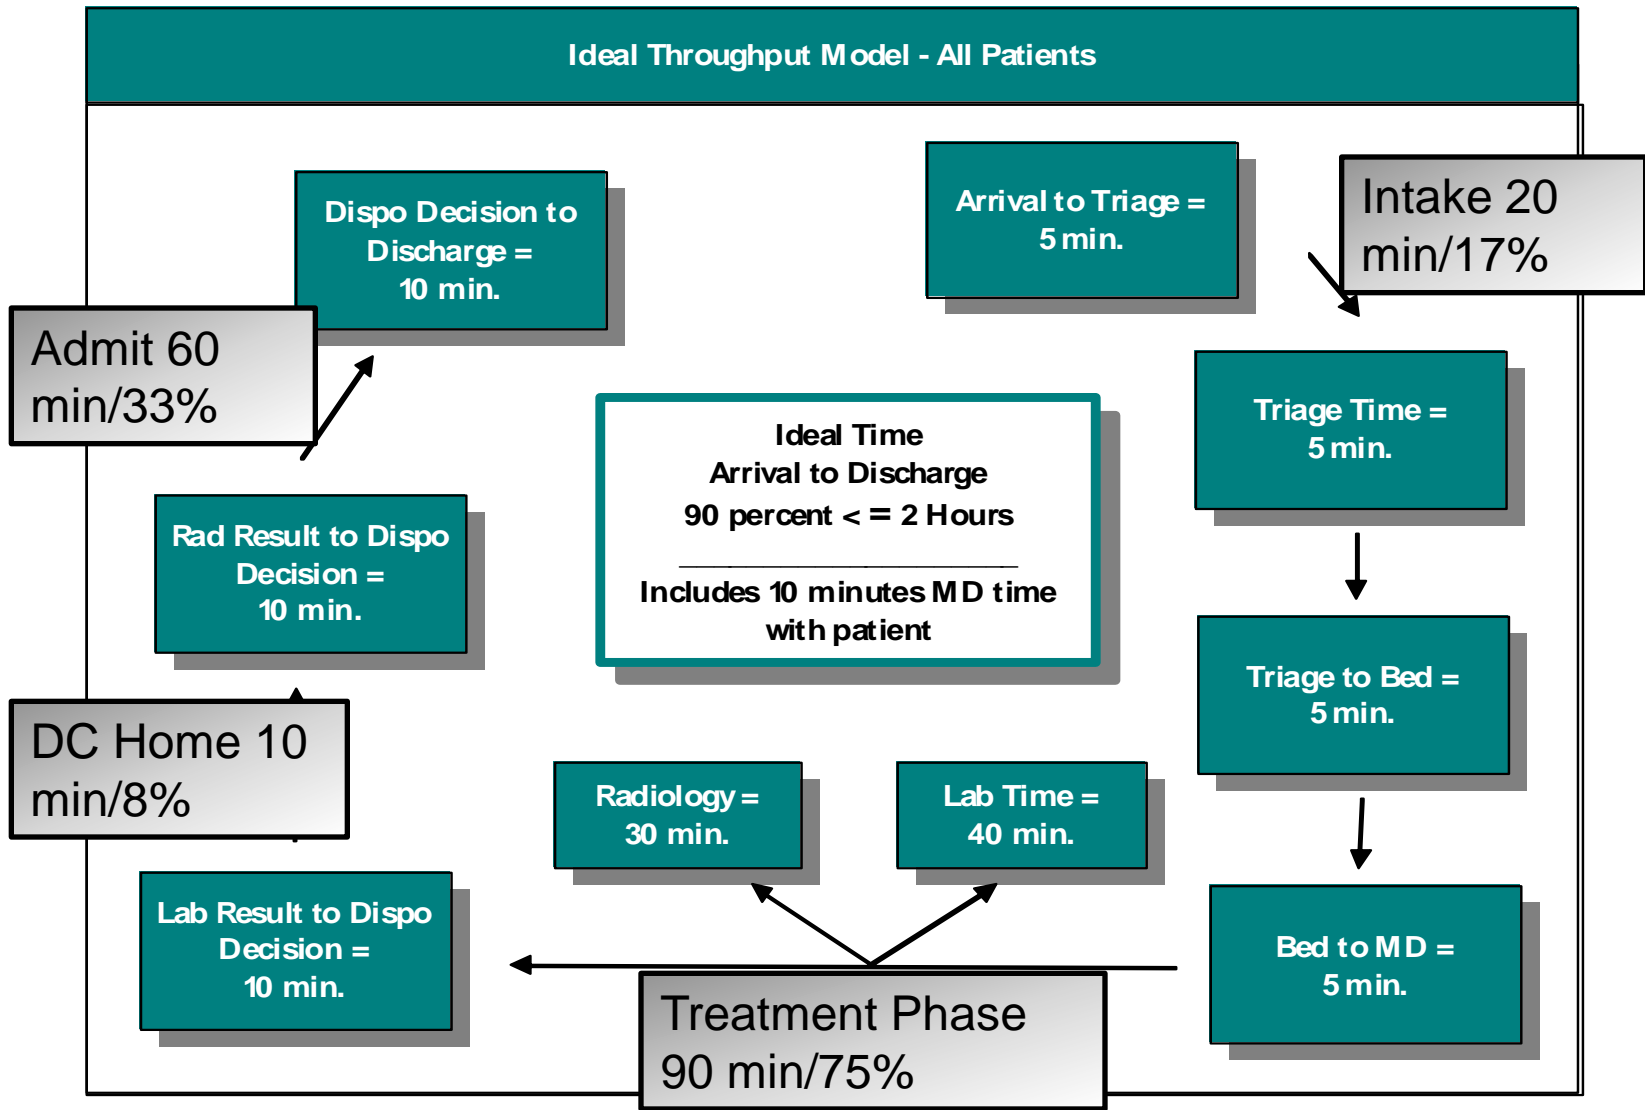 Ideal Throughput Model - All Patients
Arrival to Triage =
5 min.
Intake 20
min/17%
Triage Time =
5 min.
Triage to Bed =
5 min.
Bed to MD =
5 min.
Lab Time =
40 min.
Radiology =
30 min.
Treatment Phase
90 min/75%
Lab Result to Dispo
Decision =
10 min.
DC Home 10
min/8%
Rad Result to Dispo
Decision =
10 min.
Admit 60
min/33%
Dispo Decision to
Discharge =
10 min.
Ideal Time
Arrival to Discharge
90 percent < = 2 Hours
____________________
Includes 10 minutes MD time
with patient